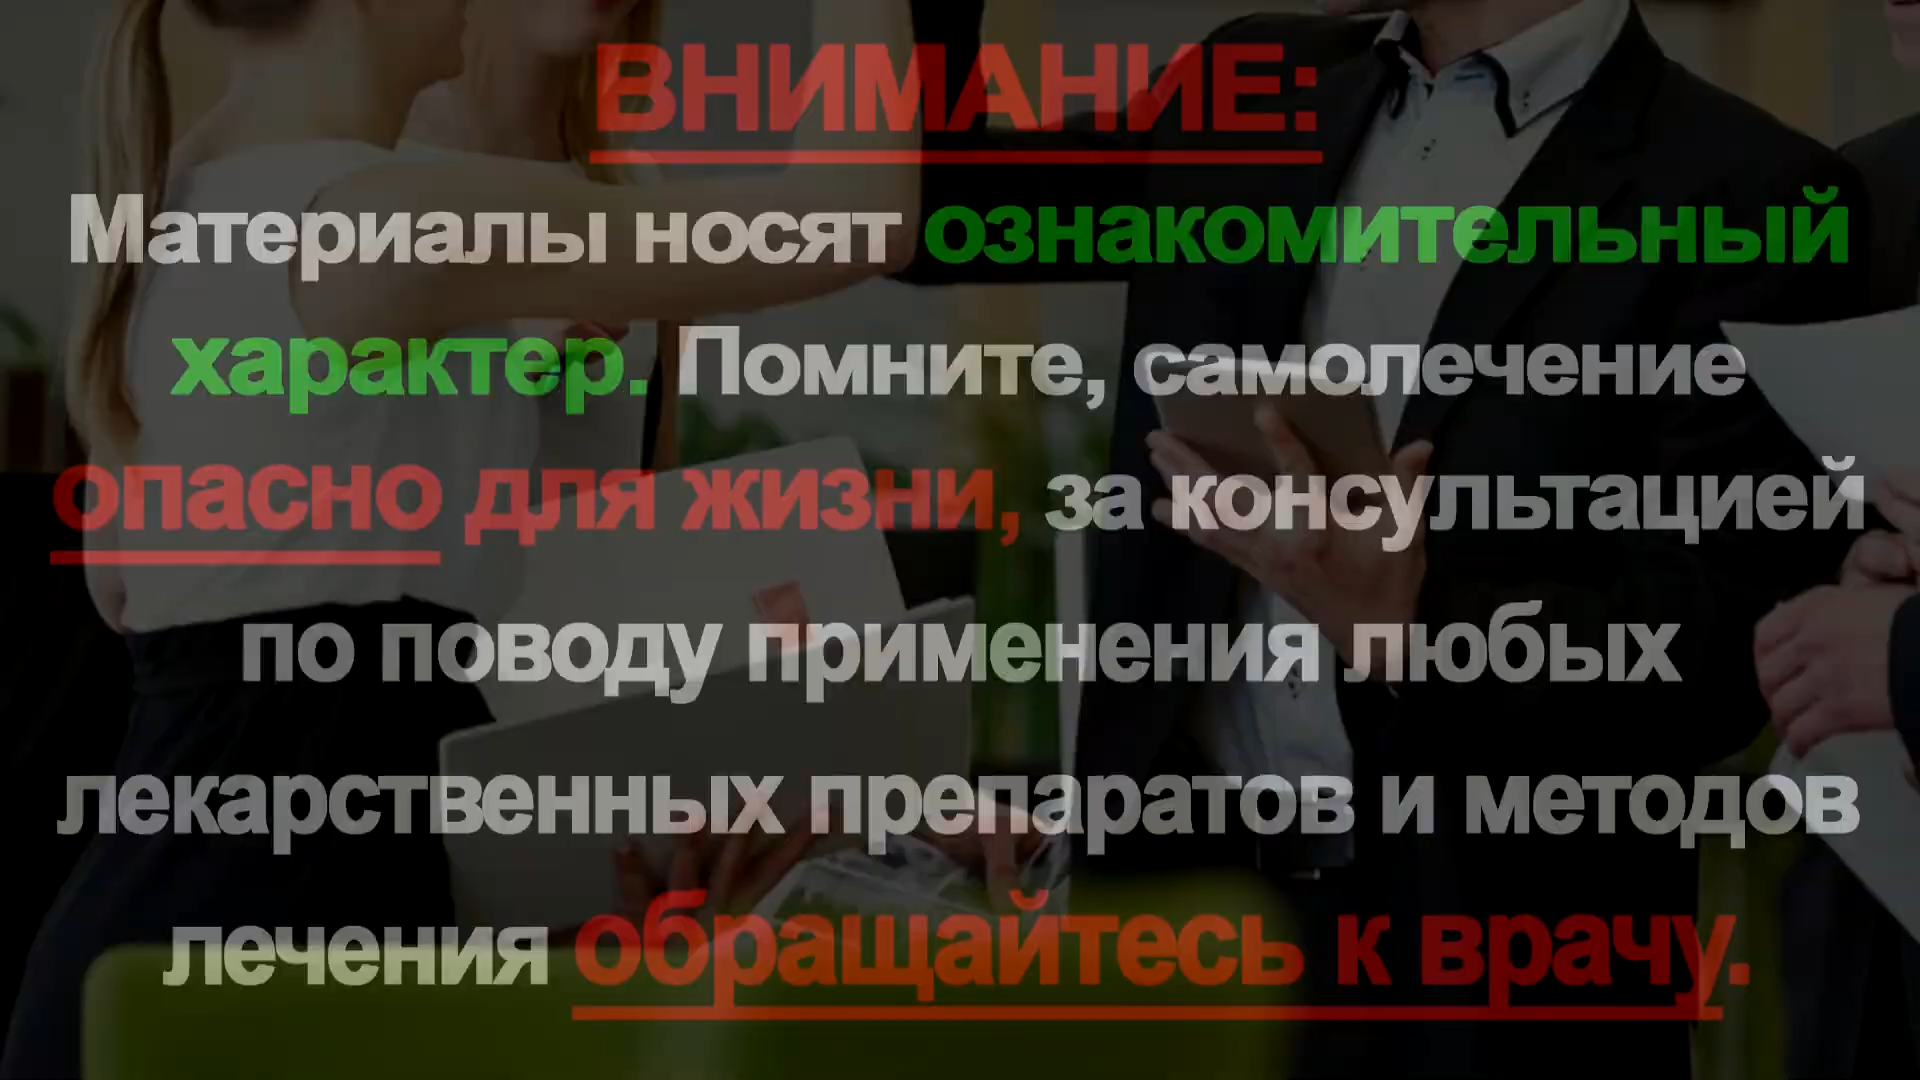 ВНИМАНИЕ:
Материалы носят ознакомительный
характер. Помните, самолечение
опасно для жизни, за консультацией
по поводу применения любых
лекарственных препаратов и методов
лечения обращайтесь к врачу.